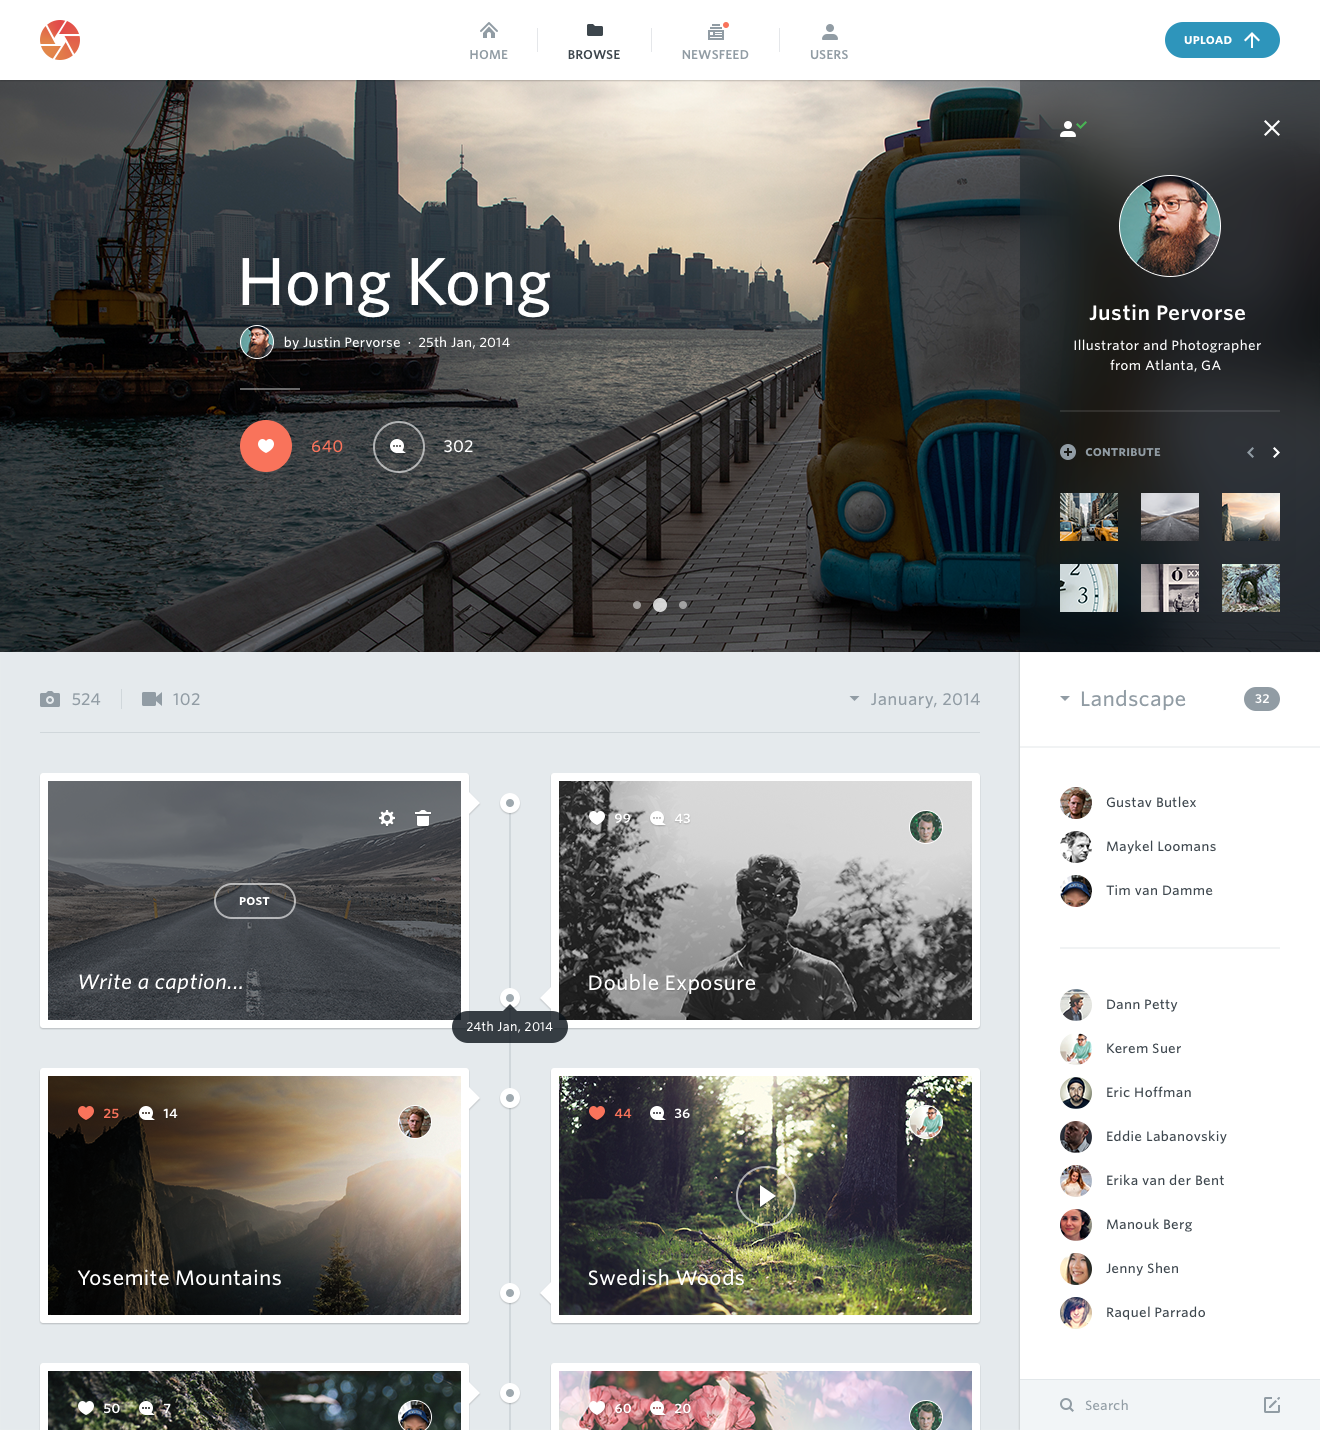 HOME
BROWSE
NEWSFEED
USERS
UPLOAD
Hong Kong
by Justin Pervorse · 25th Jan, 2014
640
302
Justin Pervorse
Illustrator and Photographer
from Atlanta, GA
CONTRIBUTE
2
3
Ó XX
524
102
January, 2014
Landscape
32
POST
Write a caption...
99
43
Double Exposure
24th Jan, 2014
25
14
Yosemite Mountains
44
36
Swedish Woods
50
7
60
20
Gustav Butlex
Maykel Loomans
Tim van Damme
Dann Petty
Kerem Suer
Eric Hoffman
Eddie Labanovskiy
Erika van der Bent
Manouk Berg
Jenny Shen
Raquel Parrado
Search